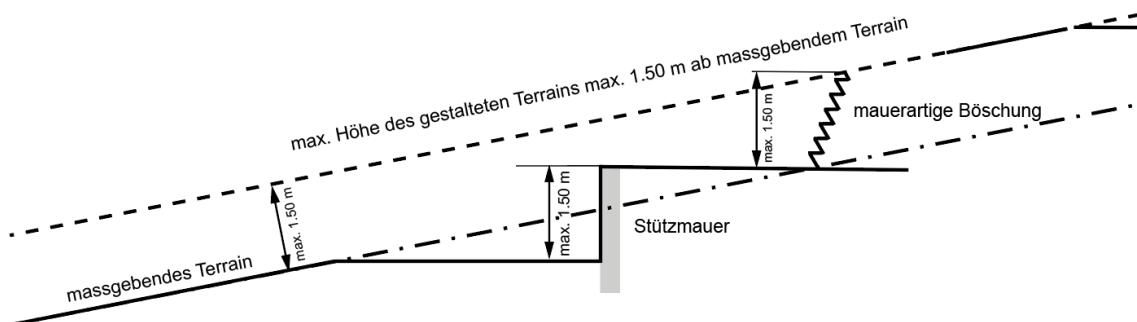 max. Höhe des gestalteten Terrains max. 1.50 m ab massgebendem Terrain
max. 1.50 m
mauerartige Böschung
max. 1.50 m
max. 1.50 m
Stützmauer
massgebendes Terrain